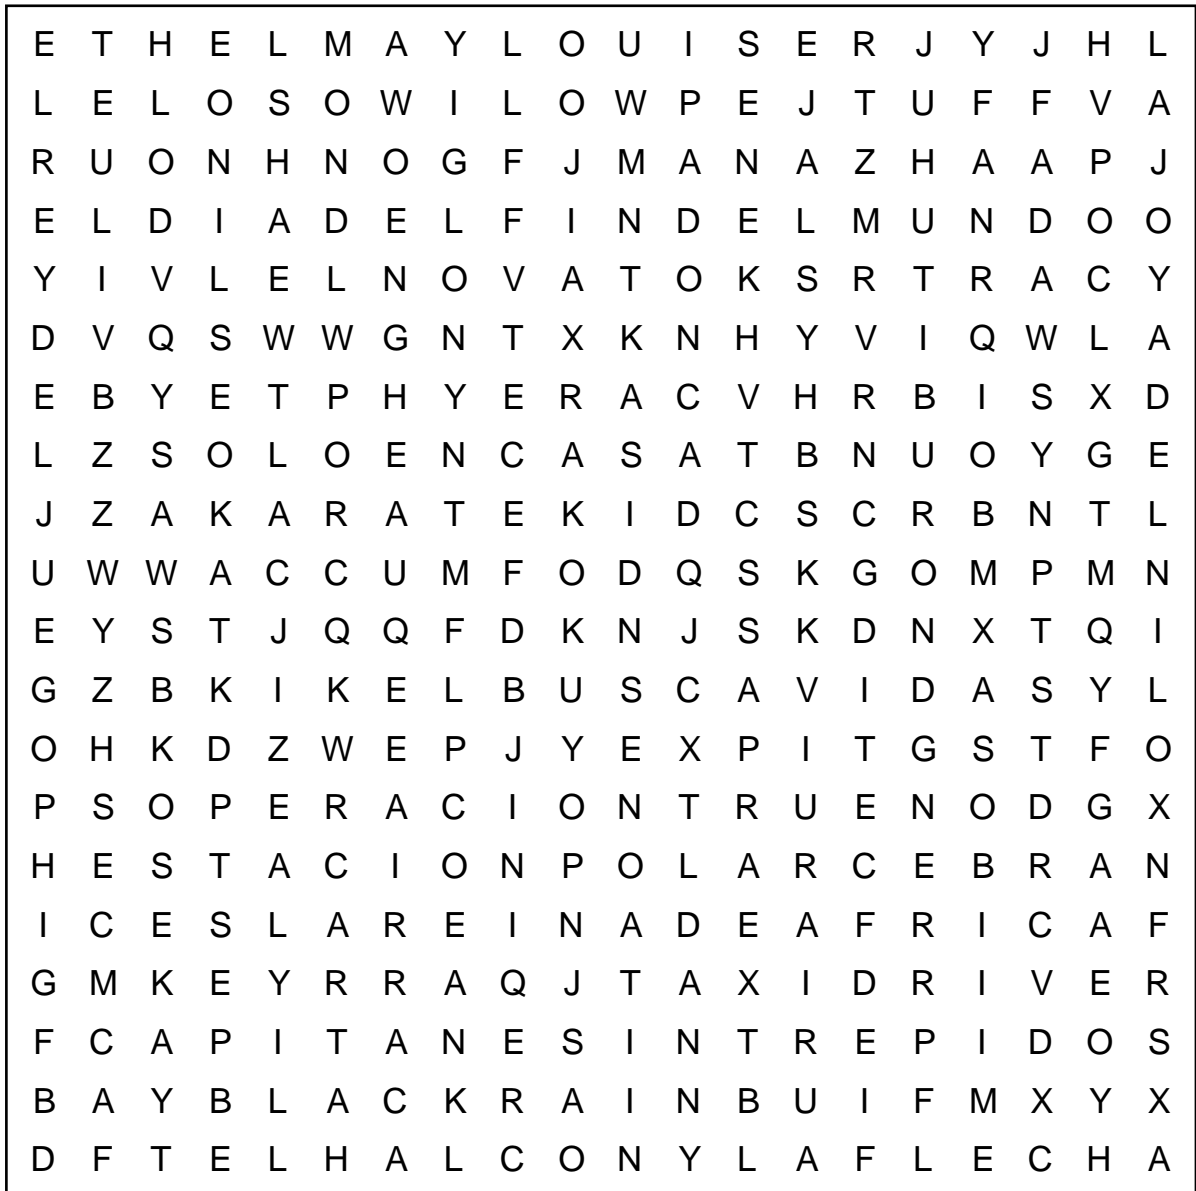 E T H E L M A Y L O U I S E R J Y J H L
L E L O S O W I L O W P E J T U F F V A
R U O N H N O G F J M A N A Z H A A P J
E L D I A D E L F I N D E L M U N D O O
Y I V L E L N O V A T O K S R T R A C Y
D V Q S W W G N T X K N H Y V I Q W L A
E B Y E T P H Y E R A C V H R B I S X D
L Z S O L O E N C A S A T B N U O Y G E
J Z A K A R A T E K I D C S C R B N T L
U W W A C C U M F O D Q S K G O M P M N
E Y S T J Q Q F D K N J S K D N X T Q I
G Z B K I K E L B U S C A V I D A S Y L
O H K D Z W E P J Y E X P I T G S T F O
P S O P E R A C I O N T R U E N O D G X
H E S T A C I O N P O L A R C E B R A N
I C E S L A R E I N A D E A F R I C A F
G M K E Y R R A Q J T A X I D R I V E R
F C A P I T A N E S I N T R E P I D O S
B A Y B L A C K R A I N B U I F M X Y X
D F T E L H A L C O N Y L A F L E C H A